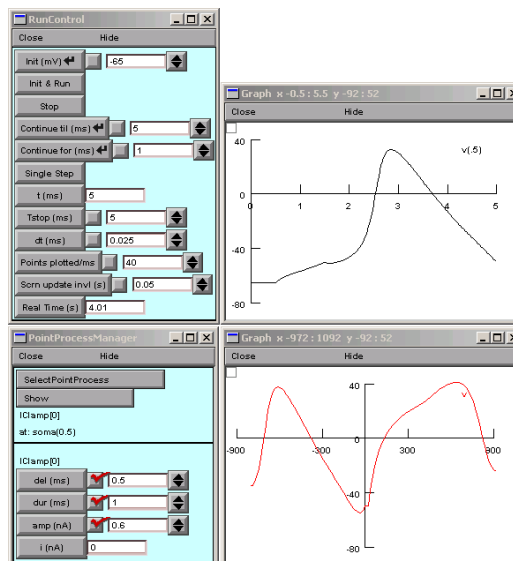 RunControl
Close Hide
Init (mV) -65
Init & Run
Stop
Continue til (ms) 5
Continue for (ms) 1
Single Step
t (ms) 5
Tstop (ms) 5
dt (ms) 0.025
Points plotted/ms 40
Scrn update invl (s) 0.05
Real Time (s) 4.01
Graph x -0.5 : 5.5 y -92 : 52
Close Hide
40
v(.5)
0
0 1 2 3 4 5
-40
-80
PointProcessManager
Close Hide
SelectPointProcess
Show
IClamp[0]
at: soma(0.5)
IClamp[0]
del (ms) 0.5
dur (ms) 1
amp (nA) 0.6
i (nA) 0
Graph x -972 : 1092 y -92 : 52
Close Hide
40
v
0
-900 0 900
-40
-80